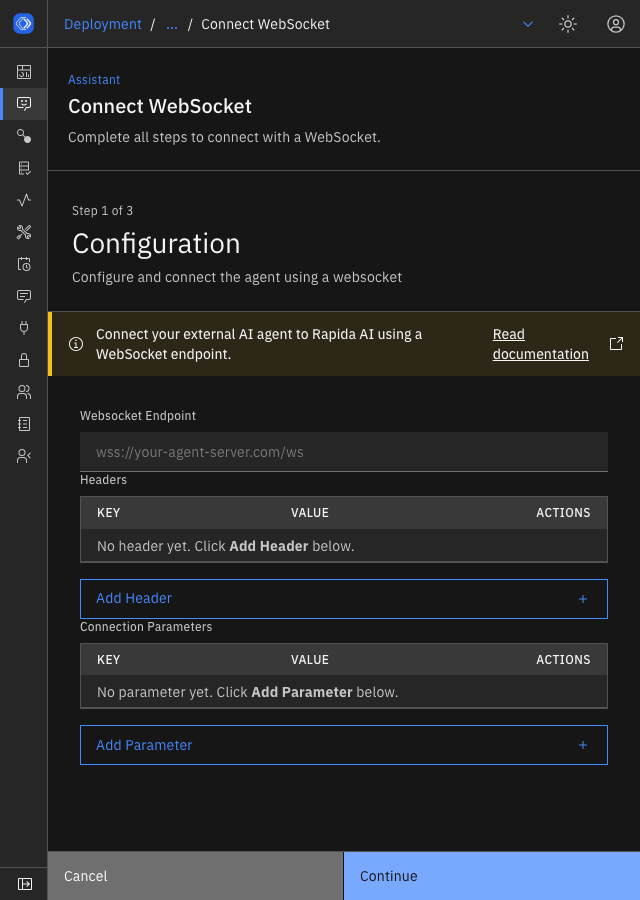 Deployment / ... / Connect WebSocket
Assistant
Connect WebSocket
Complete all steps to connect with a WebSocket.
Step 1 of 3
Configuration
Configure and connect the agent using a websocket
Connect your external AI agent to Rapida AI using a
WebSocket endpoint.
Read
documentation
Websocket Endpoint
wss://your-agent-server.com/ws
Headers
KEY VALUE ACTIONS
No header yet. Click Add Header below.
Add Header +
Connection Parameters
KEY VALUE ACTIONS
No parameter yet. Click Add Parameter below.
Add Parameter +
Cancel Continue